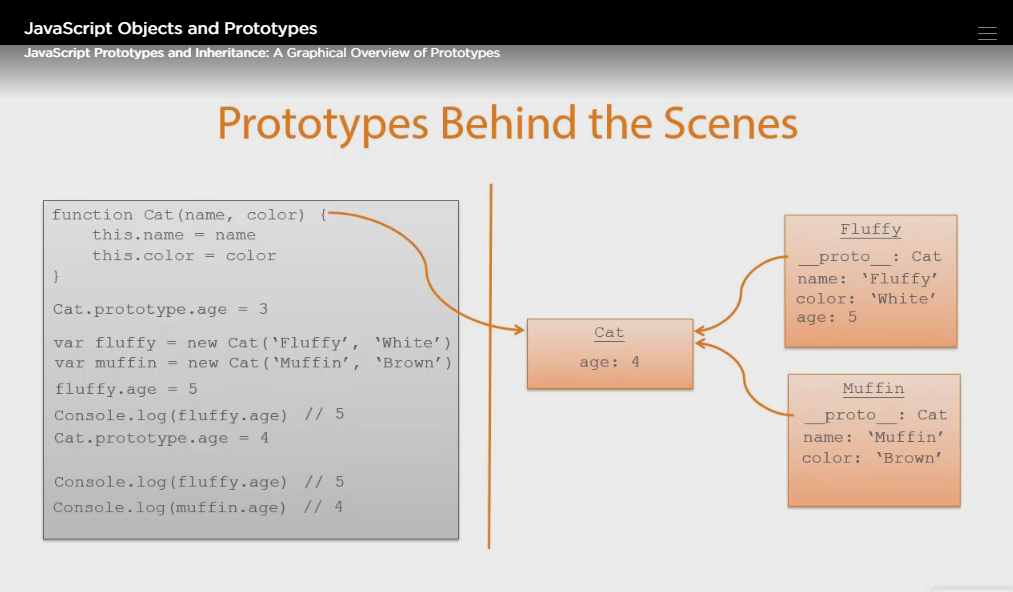 JavaScript Objects and Prototypes
JavaScript Prototypes and Inheritance: A Graphical Overview of Prototypes
Prototypes Behind the Scenes
function Cat(name, color) {
this.name = name
this.color = color
}
Cat.prototype.age = 3
var fluffy = new Cat(‘Fluffy’, ‘White’)
var muffin = new Cat(‘Muffin’, ‘Brown’)
fluffy.age = 5
Console.log(fluffy.age) // 5
Cat.prototype.age = 4
Console.log(fluffy.age) // 5
Console.log(muffin.age) // 4
Cat
age: 4
Fluffy
__proto__: Cat
name: ‘Fluffy’
color: ‘White’
age: 5
Muffin
__proto__: Cat
name: ‘Muffin’
color: ‘Brown’